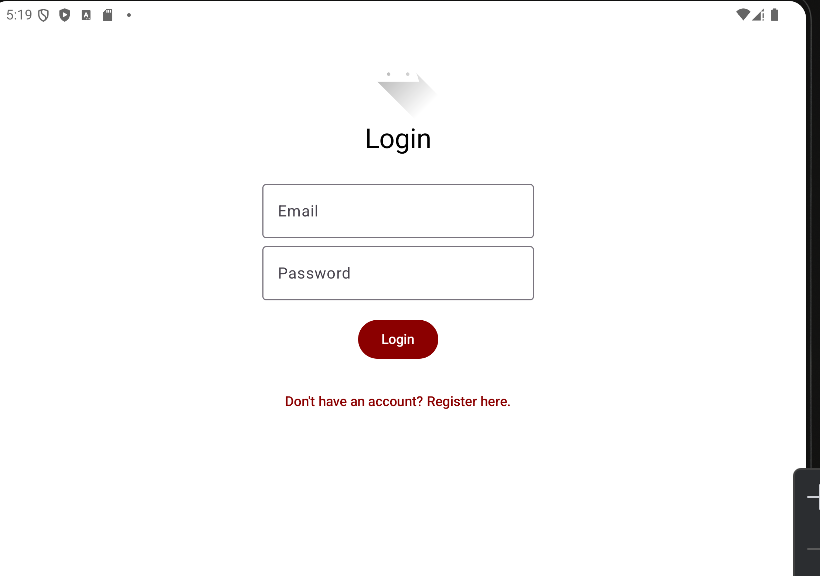 5:19
Login
Email
Password
Login
Don't have an account? Register here.